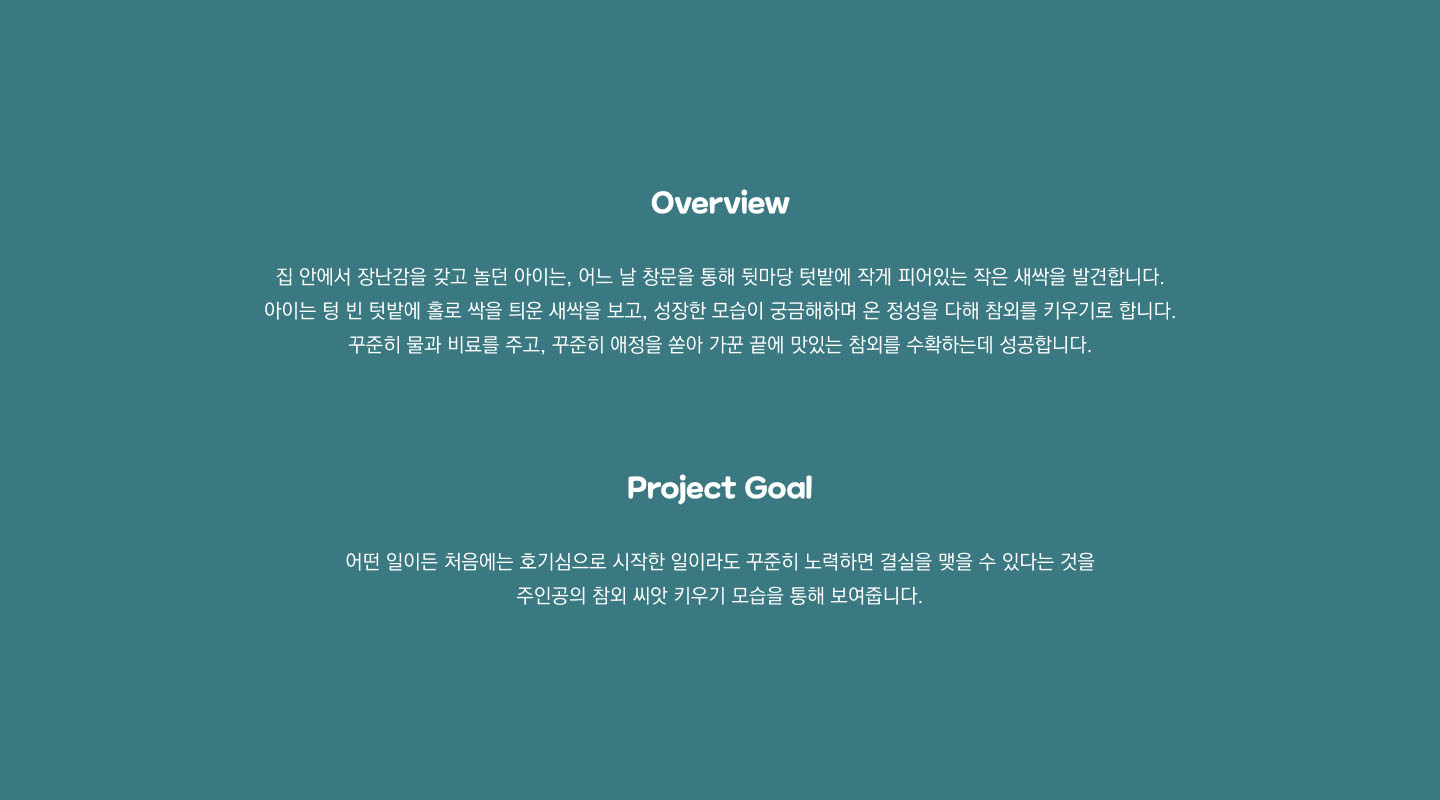 Overview
집 안에서 장난감을 갖고 놀던 아이는, 어느 날 창문을 통해 뒷마당 텃밭에 작게 피어있는 작은 새싹을 발견합니다.
아이는 텅 빈 텃밭에 홀로 싹을 틔운 새싹을 보고, 성장한 모습이 궁금해하며 온 정성을 다해 참외를 키우기로 합니다.
꾸준히 물과 비료를 주고, 꾸준히 애정을 쏟아 가꾼 끝에 맛있는 참외를 수확하는데 성공합니다.
Project Goal
어떤 일이든 처음에는 호기심으로 시작한 일이라도 꾸준히 노력하면 결실을 맺을 수 있다는 것을
주인공의 참외 씨앗 키우기 모습을 통해 보여줍니다.